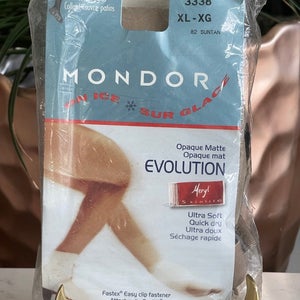 3338
XL-XG
82 SUNTAN
MONDOR
ON ICE SUR GLACE
Opaque Matte
Opaque mat
EVOLUTION
Meryl
Ultra Soft
Quick dry
Ultra doux
Séchage rapide
Fastex® Easy clip fastener